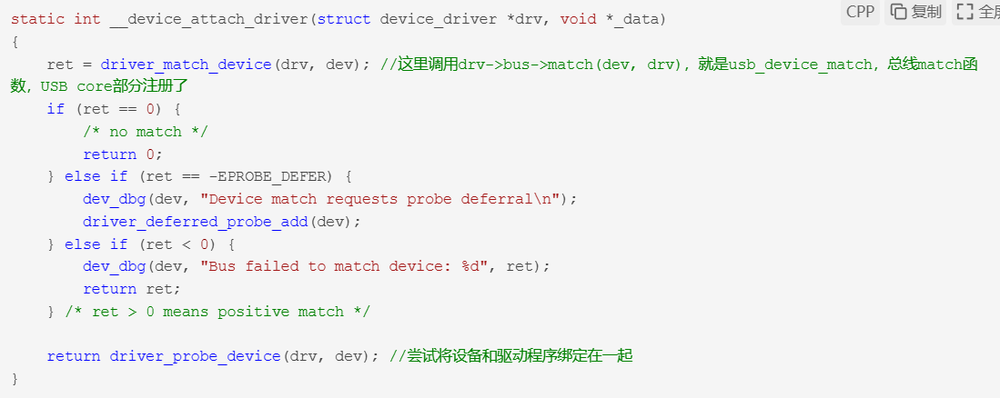 CPP 复制 全屏
static int __device_attach_driver(struct device_driver *drv, void *_data)
{
    ret = driver_match_device(drv, dev); //这里调用drv->bus->match(dev, drv)，就是usb_device_match，总线match函
数，USB core部分注册了
    if (ret == 0) {
        /* no match */
        return 0;
    } else if (ret == -EPROBE_DEFER) {
        dev_dbg(dev, "Device match requests probe deferral\n");
        driver_deferred_probe_add(dev);
    } else if (ret < 0) {
        dev_dbg(dev, "Bus failed to match device: %d", ret);
        return ret;
    } /* ret > 0 means positive match */
    return driver_probe_device(drv, dev); //尝试将设备和驱动程序绑定在一起
}